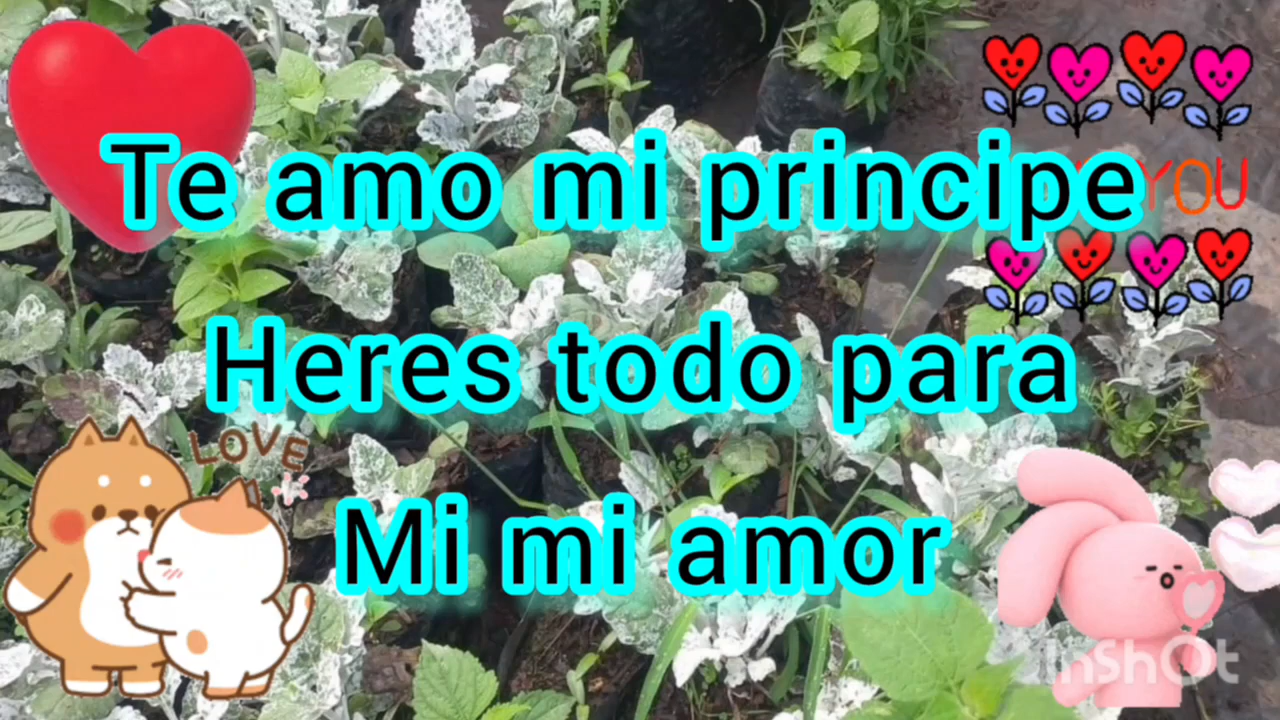 Te amo mi principe
YOU
Heres todo para
LOVE
Mi mi amor
InShOt